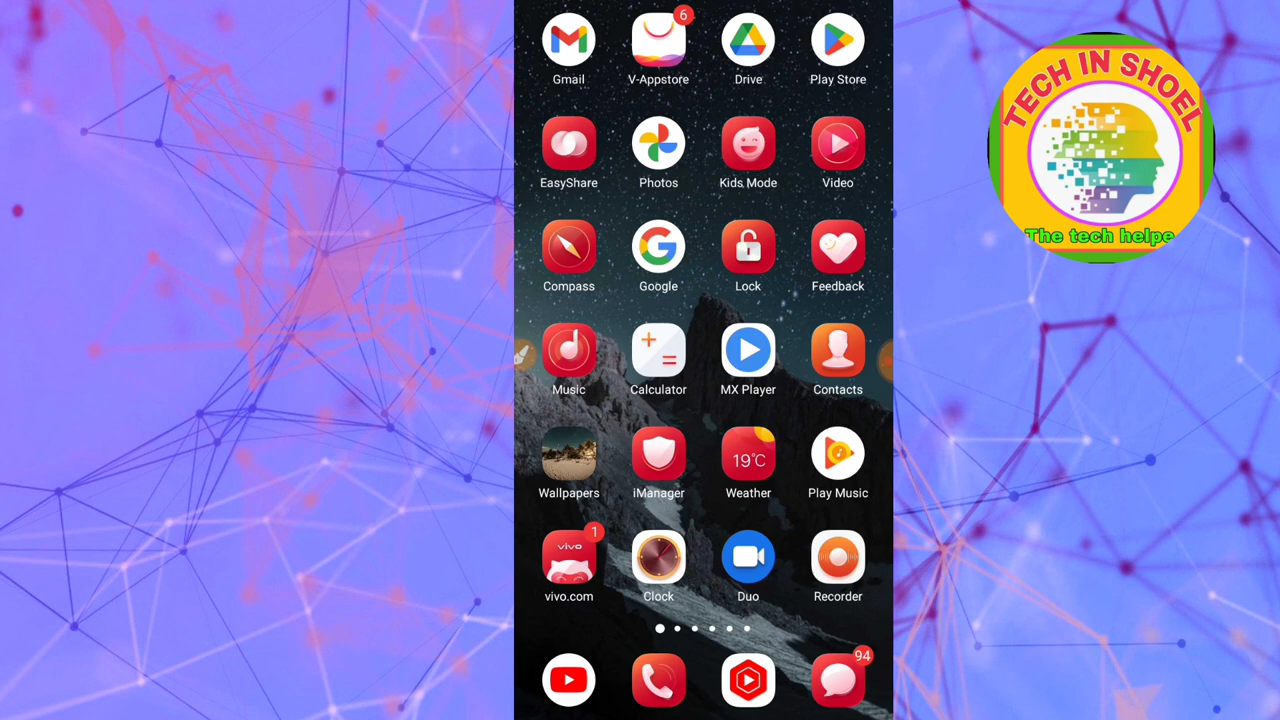 6
Gmail V-Appstore Drive Play Store
EasyShare Photos Kids Mode Video
Compass Google Lock Feedback
Music Calculator MX Player Contacts
19°C
Wallpapers iManager Weather Play Music
1
vivo
vivo.com Clock Duo Recorder
94
TECH IN SHOEL
The tech helpe